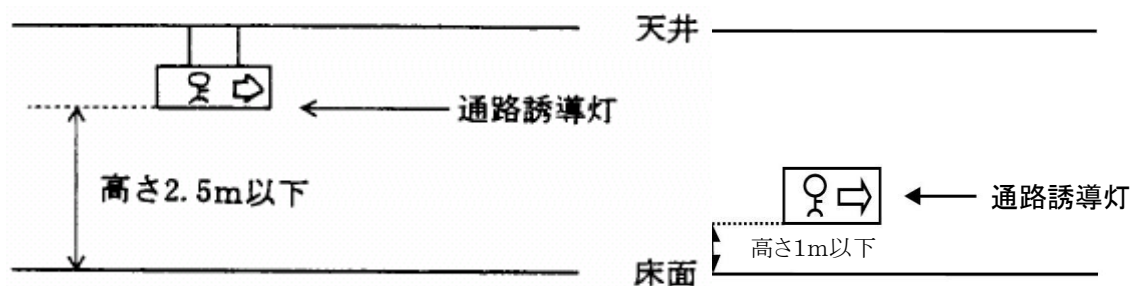 天井
通路誘導灯
高さ2.5m以下
床面
通路誘導灯
高さ1m以下